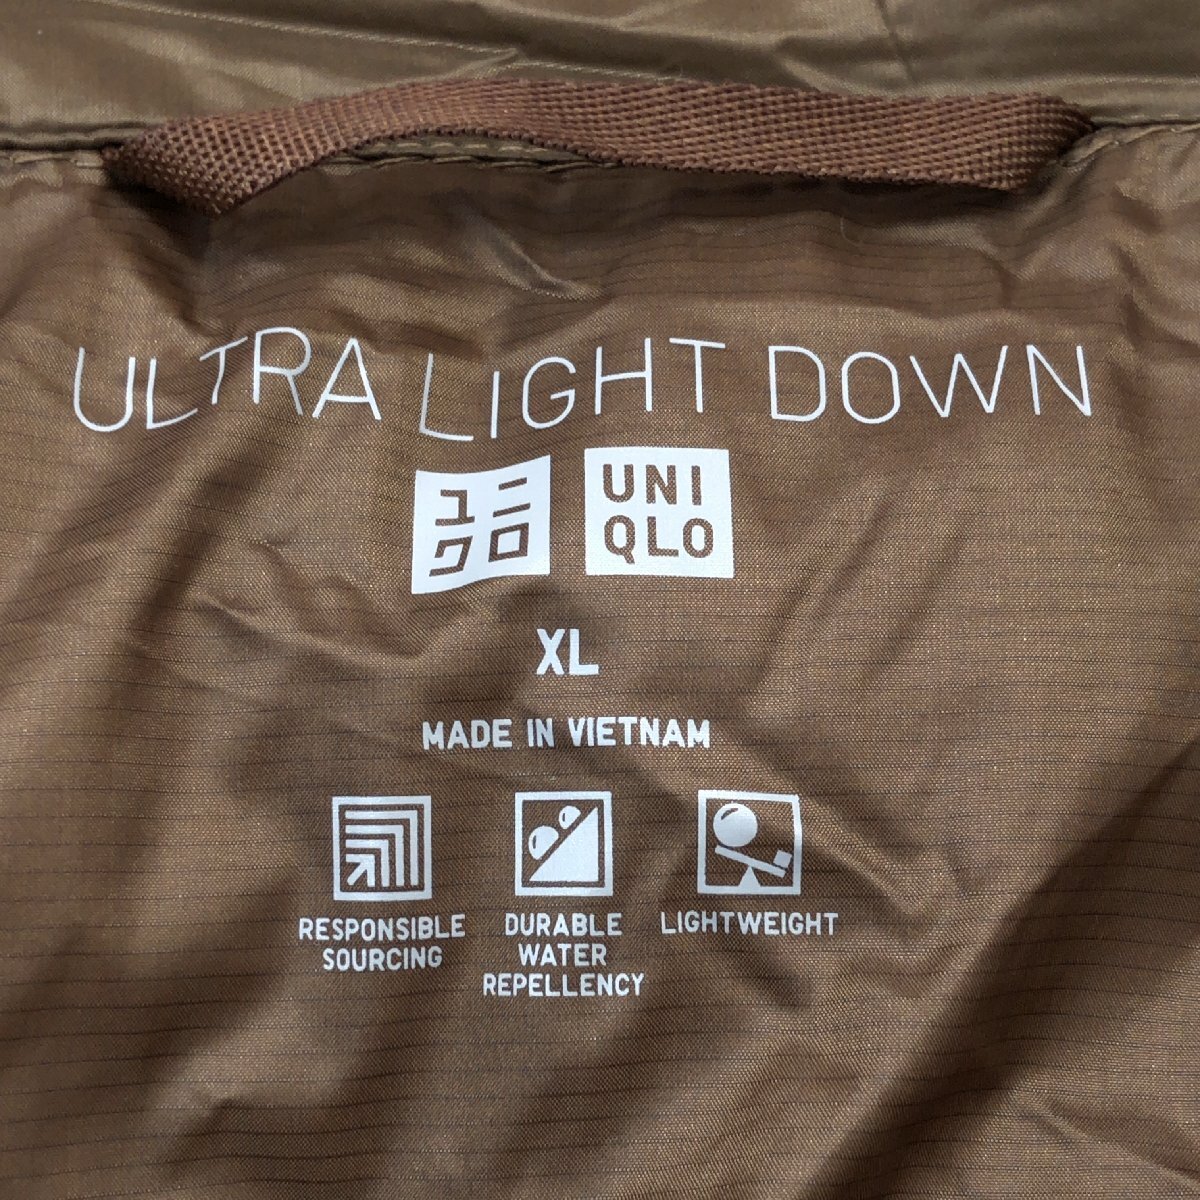 ULTRA LIGHT DOWN
ユニ UNI
クロ QLO
XL
MADE IN VIETNAM
RESPONSIBLE
SOURCING
DURABLE
WATER
REPELLENCY
LIGHTWEIGHT